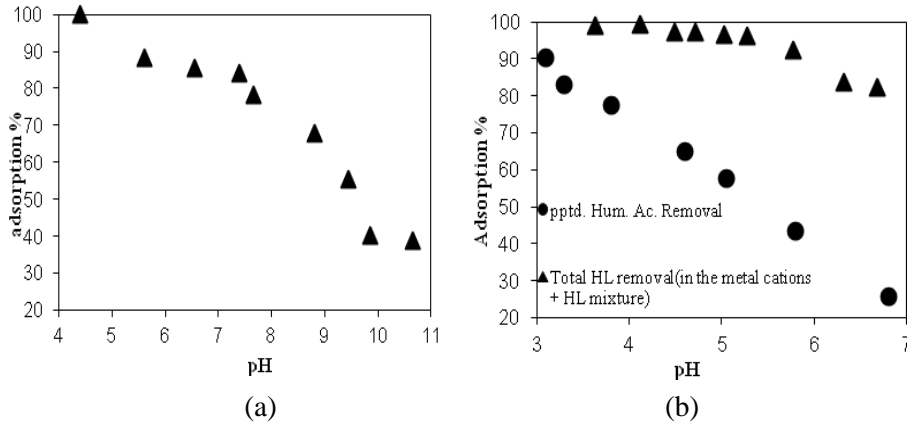 100
90
80
70
60
50
40
30
20
adsorption %
4 5 6 7 8 9 10 11
pH
(a)
100
90
80
70
60
50
40
30
20
Adsorption %
pptd. Hum. Ac. Removal
Total HL removal(in the metal cations
+ HL mixture)
3 4 5 6 7
pH
(b)